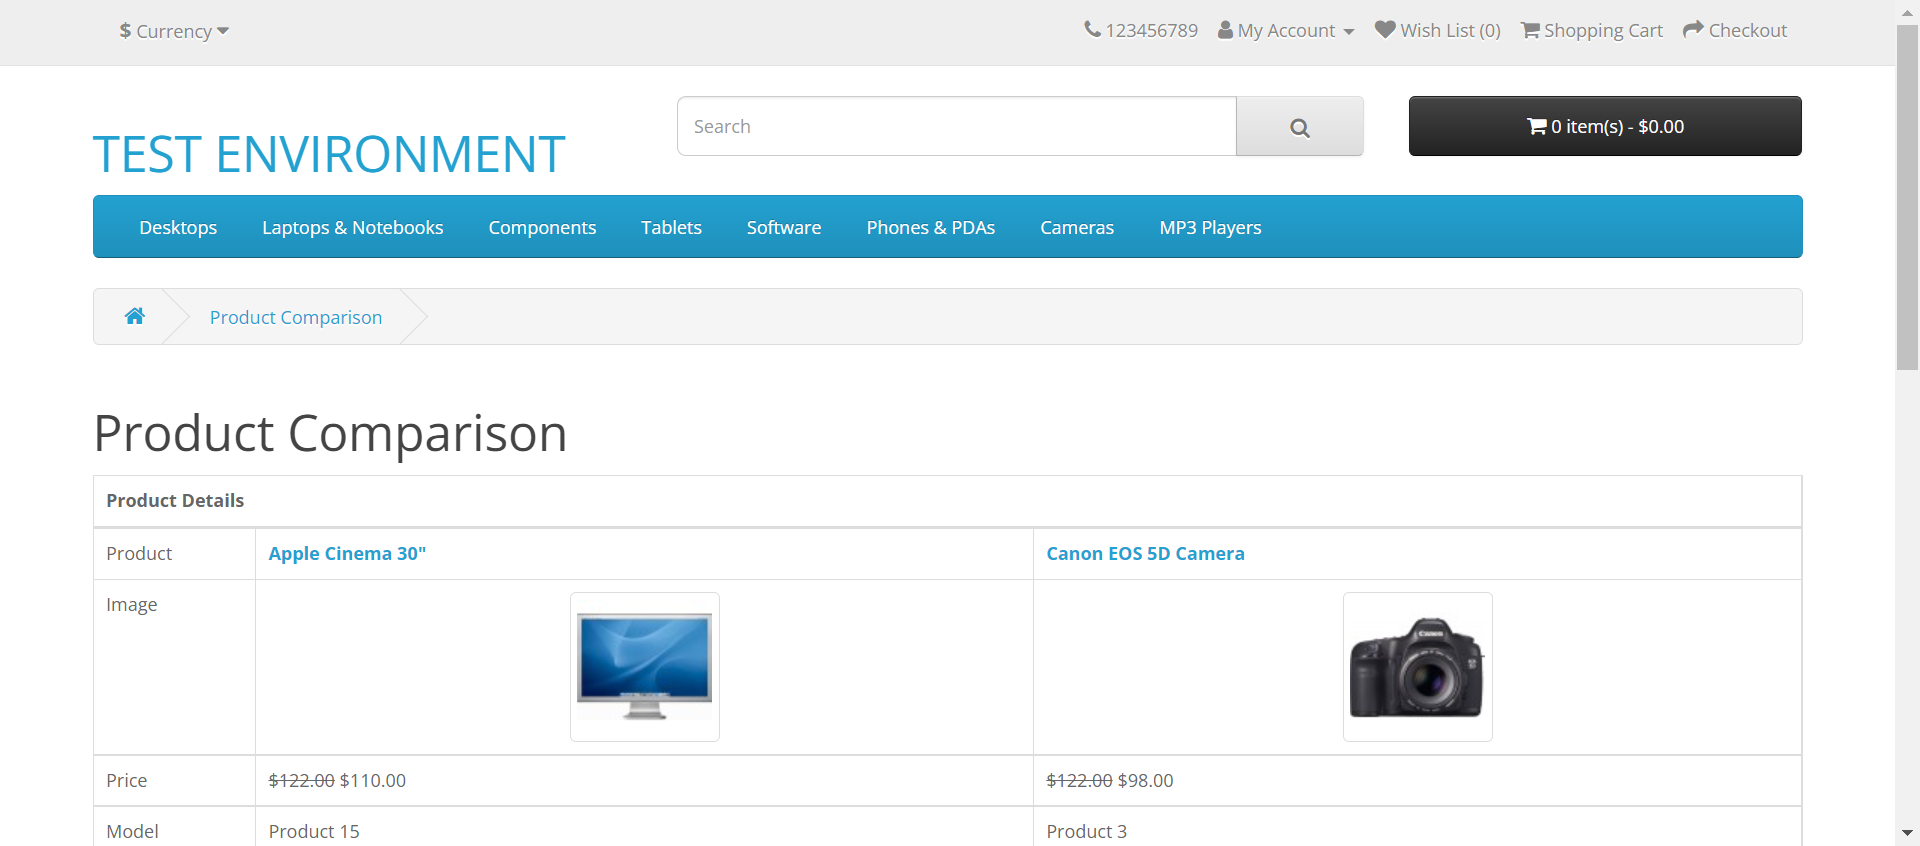 $ Currency
123456789 My Account Wish List (0) Shopping Cart Checkout
TEST ENVIRONMENT
Search
0 item(s) - $0.00
Desktops Laptops & Notebooks Components Tablets Software Phones & PDAs Cameras MP3 Players
Product Comparison
Product Comparison
Product Details
Product Apple Cinema 30" Canon EOS 5D Camera
Image
Canon
Price $122.00 $110.00 $122.00 $98.00
Model Product 15 Product 3